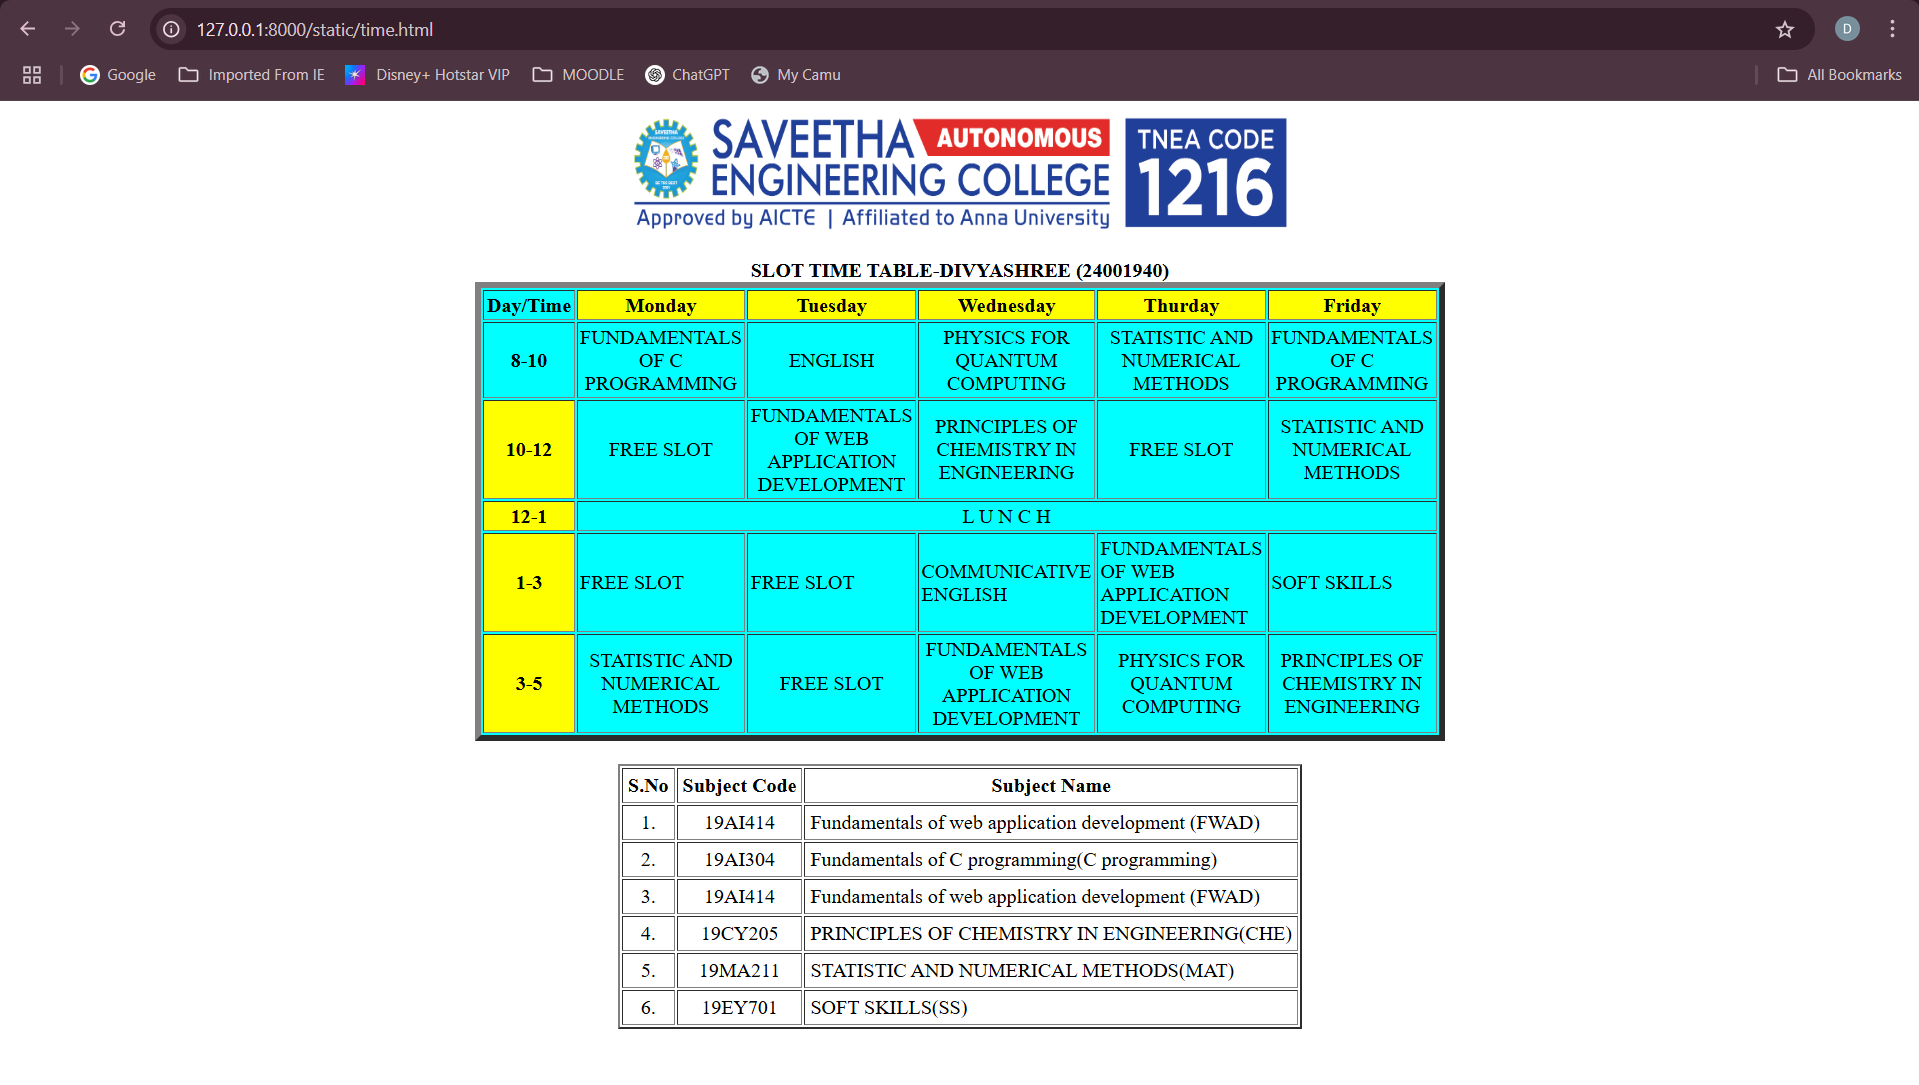 127.0.0.1:8000/static/time.html
D
Google
Imported From IE
Disney+ Hotstar VIP
MOODLE
ChatGPT
My Camu
All Bookmarks
SAVEETHA AUTONOMOUS
ENGINEERING COLLEGE
Approved by AICTE | Affiliated to Anna University
TNEA CODE
1216
SLOT TIME TABLE-DIVYASHREE (24001940)
Day/Time Monday Tuesday Wednesday Thurday Friday
8-10
FUNDAMENTALS
OF C
PROGRAMMING
ENGLISH
PHYSICS FOR
QUANTUM
COMPUTING
STATISTIC AND
NUMERICAL
METHODS
FUNDAMENTALS
OF C
PROGRAMMING
10-12
FREE SLOT
FUNDAMENTALS
OF WEB
APPLICATION
DEVELOPMENT
PRINCIPLES OF
CHEMISTRY IN
ENGINEERING
FREE SLOT
STATISTIC AND
NUMERICAL
METHODS
12-1
L U N C H
1-3
FREE SLOT
FREE SLOT
COMMUNICATIVE
ENGLISH
FUNDAMENTALS
OF WEB
APPLICATION
DEVELOPMENT
SOFT SKILLS
3-5
STATISTIC AND
NUMERICAL
METHODS
FREE SLOT
FUNDAMENTALS
OF WEB
APPLICATION
DEVELOPMENT
PHYSICS FOR
QUANTUM
COMPUTING
PRINCIPLES OF
CHEMISTRY IN
ENGINEERING
S.No Subject Code Subject Name
1. 19AI414 Fundamentals of web application development (FWAD)
2. 19AI304 Fundamentals of C programming(C programming)
3. 19AI414 Fundamentals of web application development (FWAD)
4. 19CY205 PRINCIPLES OF CHEMISTRY IN ENGINEERING(CHE)
5. 19MA211 STATISTIC AND NUMERICAL METHODS(MAT)
6. 19EY701 SOFT SKILLS(SS)